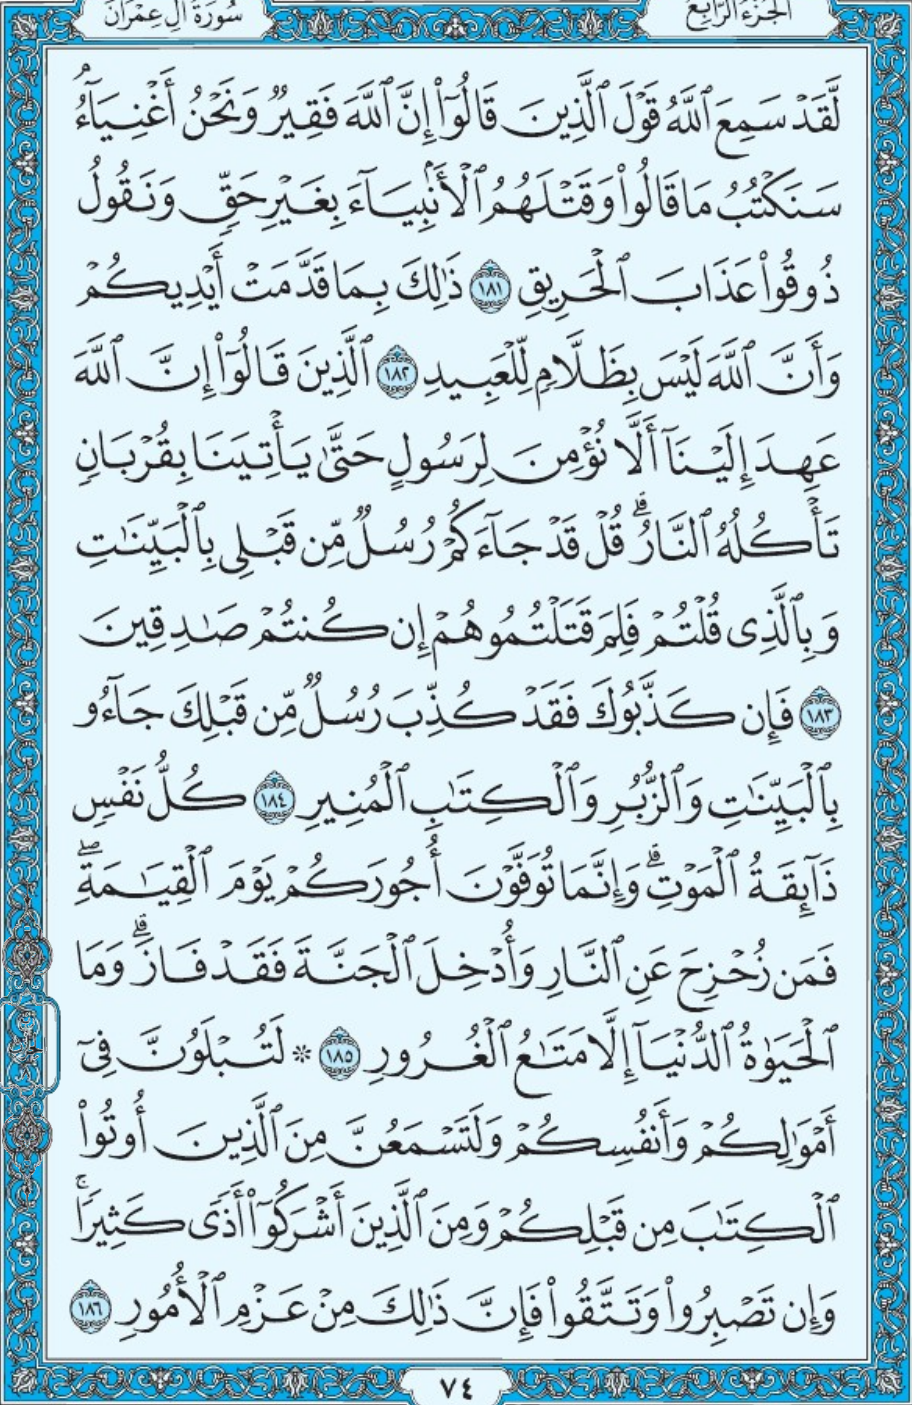 سُورَةُ آلِ عِمْرَانَ الجُزْءُ الرَّابِعُ
لَّقَدْ سَمِعَ ٱللَّهُ قَوْلَ ٱلَّذِينَ قَالُوٓا۟ إِنَّ ٱللَّهَ فَقِيرٌ وَنَحْنُ أَغْنِيَآءُ ۘ
سَنَكْتُبُ مَا قَالُوا۟ وَقَتْلَهُمُ ٱلْأَنۢبِيَآءَ بِغَيْرِ حَقٍّ وَنَقُولُ
ذُوقُوا۟ عَذَابَ ٱلْحَرِيقِ ١٨١ ذَٰلِكَ بِمَا قَدَّمَتْ أَيْدِيكُمْ
وَأَنَّ ٱللَّهَ لَيْسَ بِظَلَّامٍ لِّلْعَبِيدِ ١٨٢ ٱلَّذِينَ قَالُوٓا۟ إِنَّ ٱللَّهَ
عَهِدَ إِلَيْنَآ أَلَّا نُؤْمِنَ لِرَسُولٍ حَتَّىٰ يَأْتِيَنَا بِقُرْبَانٍ
تَأْكُلُهُ ٱلنَّارُ ۗ قُلْ قَدْ جَآءَكُمْ رُسُلٌ مِّن قَبْلِى بِٱلْبَيِّنَٰتِ
وَبِٱلَّذِى قُلْتُمْ فَلِمَ قَتَلْتُمُوهُمْ إِن كُنتُمْ صَٰدِقِينَ
١٨٣ فَإِن كَذَّبُوكَ فَقَدْ كُذِّبَ رُسُلٌ مِّن قَبْلِكَ جَآءُو
بِٱلْبَيِّنَٰتِ وَٱلزُّبُرِ وَٱلْكِتَٰبِ ٱلْمُنِيرِ ١٨٤ كُلُّ نَفْسٍ
ذَآئِقَةُ ٱلْمَوْتِ ۗ وَإِنَّمَا تُوَفَّوْنَ أُجُورَكُمْ يَوْمَ ٱلْقِيَٰمَةِ ۖ
فَمَن زُحْزِحَ عَنِ ٱلنَّارِ وَأُدْخِلَ ٱلْجَنَّةَ فَقَدْ فَازَ ۗ وَمَا
ٱلْحَيَوٰةُ ٱلدُّنْيَآ إِلَّا مَتَٰعُ ٱلْغُرُورِ ١٨٥ ۞ لَتُبْلَوُنَّ فِىٓ
أَمْوَٰلِكُمْ وَأَنفُسِكُمْ وَلَتَسْمَعُنَّ مِنَ ٱلَّذِينَ أُوتُوا۟
ٱلْكِتَٰبَ مِن قَبْلِكُمْ وَمِنَ ٱلَّذِينَ أَشْرَكُوٓا۟ أَذًى كَثِيرًا ۚ
وَإِن تَصْبِرُوا۟ وَتَتَّقُوا۟ فَإِنَّ ذَٰلِكَ مِنْ عَزْمِ ٱلْأُمُورِ ١٨٦
٧٤